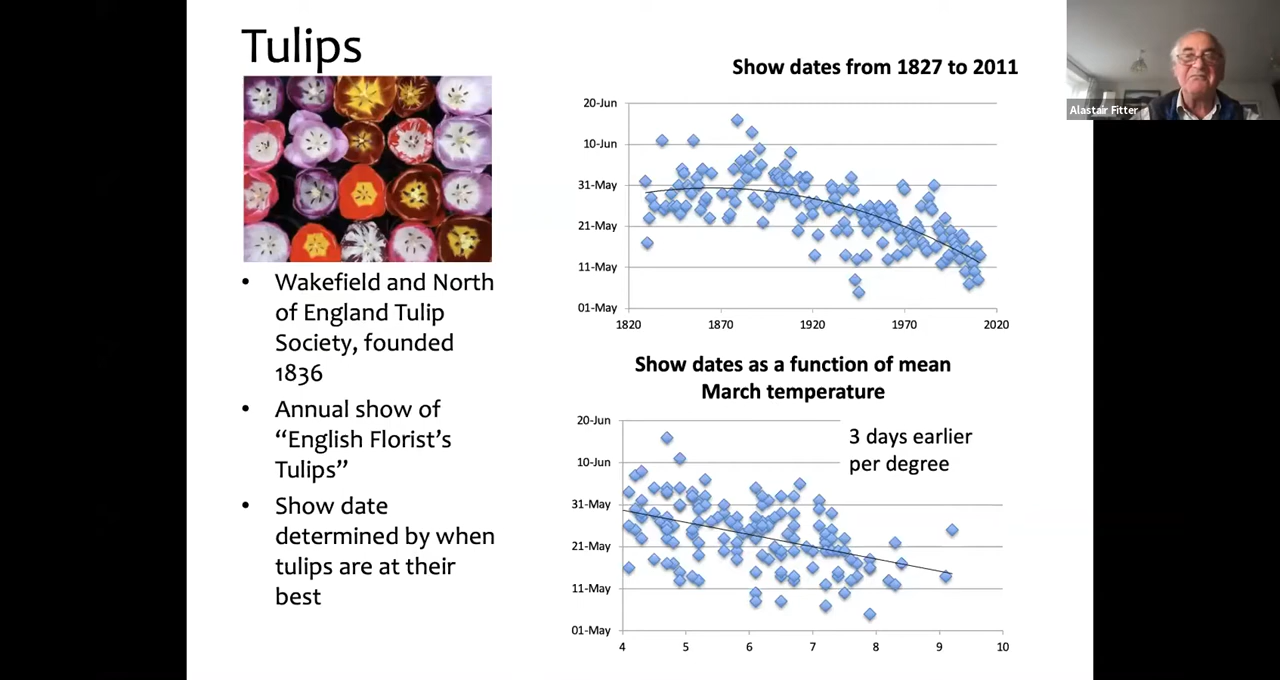 Tulips
• Wakefield and North
of England Tulip
Society, founded
1836
• Annual show of
“English Florist’s
Tulips”
• Show date
determined by when
tulips are at their
best
Show dates from 1827 to 2011
20-Jun
10-Jun
31-May
21-May
11-May
01-May
1820 1870 1920 1970 2020
Show dates as a function of mean
March temperature
3 days earlier
per degree
20-Jun
10-Jun
31-May
21-May
11-May
01-May
4 5 6 7 8 9 10
Alastair Fitter